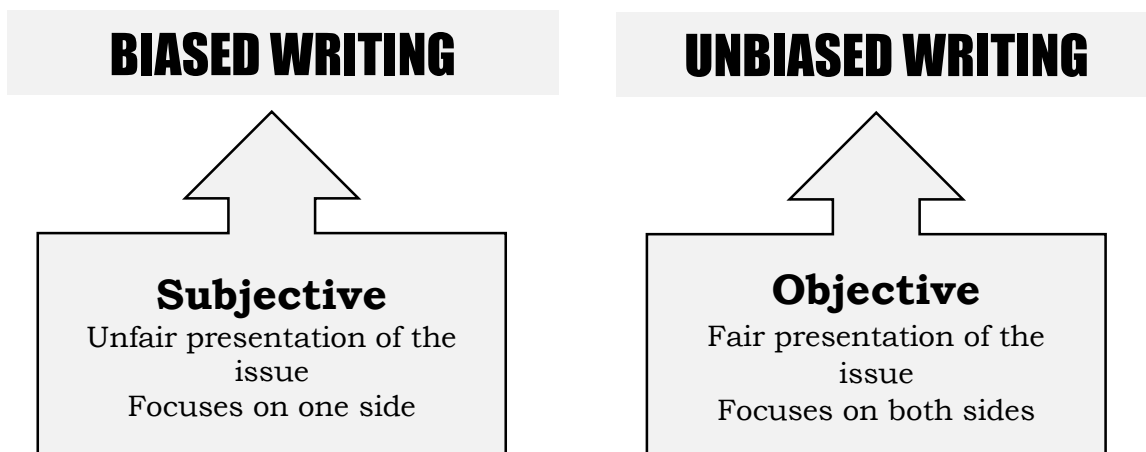 BIASED WRITING
Subjective
Unfair presentation of the
issue
Focuses on one side
UNBIASED WRITING
Objective
Fair presentation of the
issue
Focuses on both sides